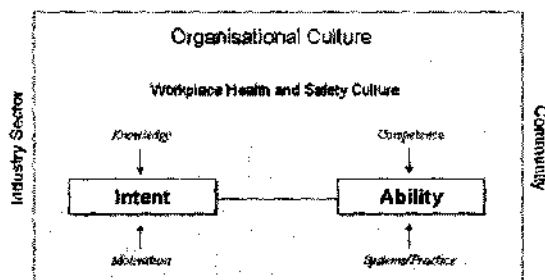 Organisational Culture
Workplace Health and Safety Culture
Industry Sector
Community
Knowledge
Competence
Intent
Ability
Motivation
Systems/Practice